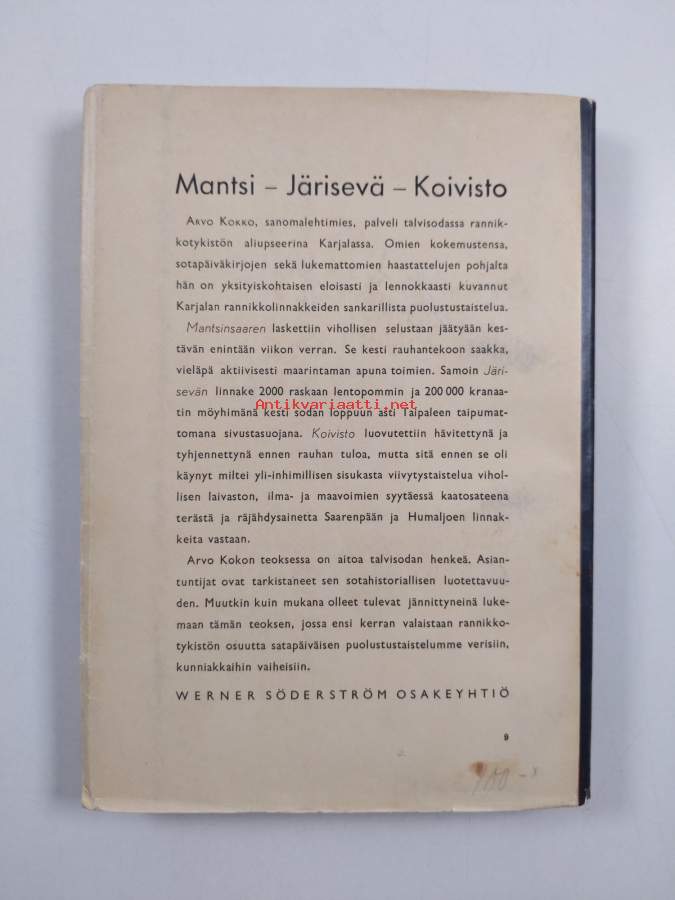 Mantsi – Järisevä – Koivisto
ARVO KOKKO, sanomalehtimies, palveli talvisodassa rannik-
kotykistön aliupseerina Karjalassa. Omien kokemustensa,
sotapäiväkirjojen sekä lukemattomien haastattelujen pohjalta
hän on yksityiskohtaisen eloisasti ja lennokkaasti kuvannut
Karjalan rannikkolinnakkeiden sankarillista puolustustaistelua.
Mantsinsaaren laskettiin vihollisen selustaan jäätyään kes-
tävän enintään viikon verran. Se kesti rauhantekoon saakka,
vieläpä aktiivisesti maarintaman apuna toimien. Samoin Järi-
sevän linnake 2000 raskaan lentopommin ja 200 000 kranaa-
Antikvariaatti.net
tin möyhimänä kesti sodan loppuun asti Taipaleen taipumat-
tomana sivustasuojana. Koivisto luovutettiin hävitettynä ja
tyhjennettynä ennen rauhan tuloa, mutta sitä ennen se oli
käynyt miltei yli-inhimillisen sisukasta viivytystaistelua vihol-
lisen laivaston, ilma- ja maavoimien syytäessä kaatosateena
terästä ja räjähdysainetta Saarenpään ja Humaljoen linnak-
keita vastaan.
Arvo Kokon teoksessa on aitoa talvisodan henkeä. Asian-
tuntijat ovat tarkistaneet sen sotahistoriallisen luotettavuu-
den. Muutkin kuin mukana olleet tulevat jännittyneinä luke-
maan tämän teoksen, jossa ensi kerran valaistaan rannikko-
tykistön osuutta satapäiväisen puolustustaistelumme verisiin,
kunniakkaihin vaiheisiin.
WERNER SÖDERSTRÖM OSAKEYHTIÖ
9